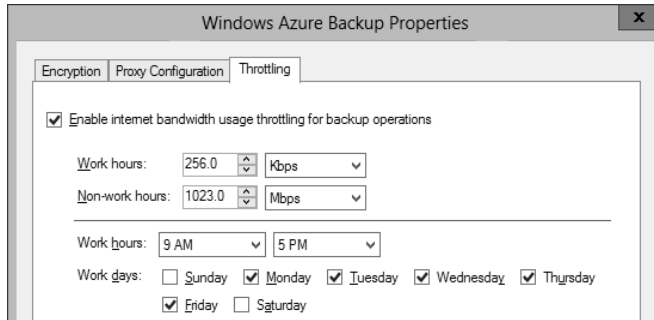 Windows Azure Backup Properties
x
Encryption Proxy Configuration Throttling
Enable internet bandwidth usage throttling for backup operations
Work hours: 256.0 Kbps
Non-work hours: 1023.0 Mbps
Work hours: 9 AM 5 PM
Work days: Sunday Monday Tuesday Wednesday Thursday
Friday Saturday